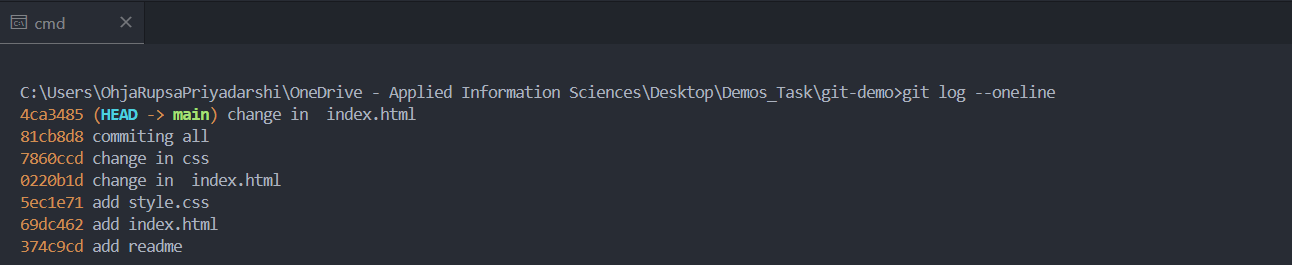 cmd
C:\Users\OhjaRupsaPriyadarshi\OneDrive - Applied Information Sciences\Desktop\Demos_Task\git-demo>git log --oneline
4ca3485 (HEAD -> main) change in  index.html
81cb8d8 commiting all
7860ccd change in css
0220b1d change in  index.html
5ec1e71 add style.css
69dc462 add index.html
374c9cd add readme